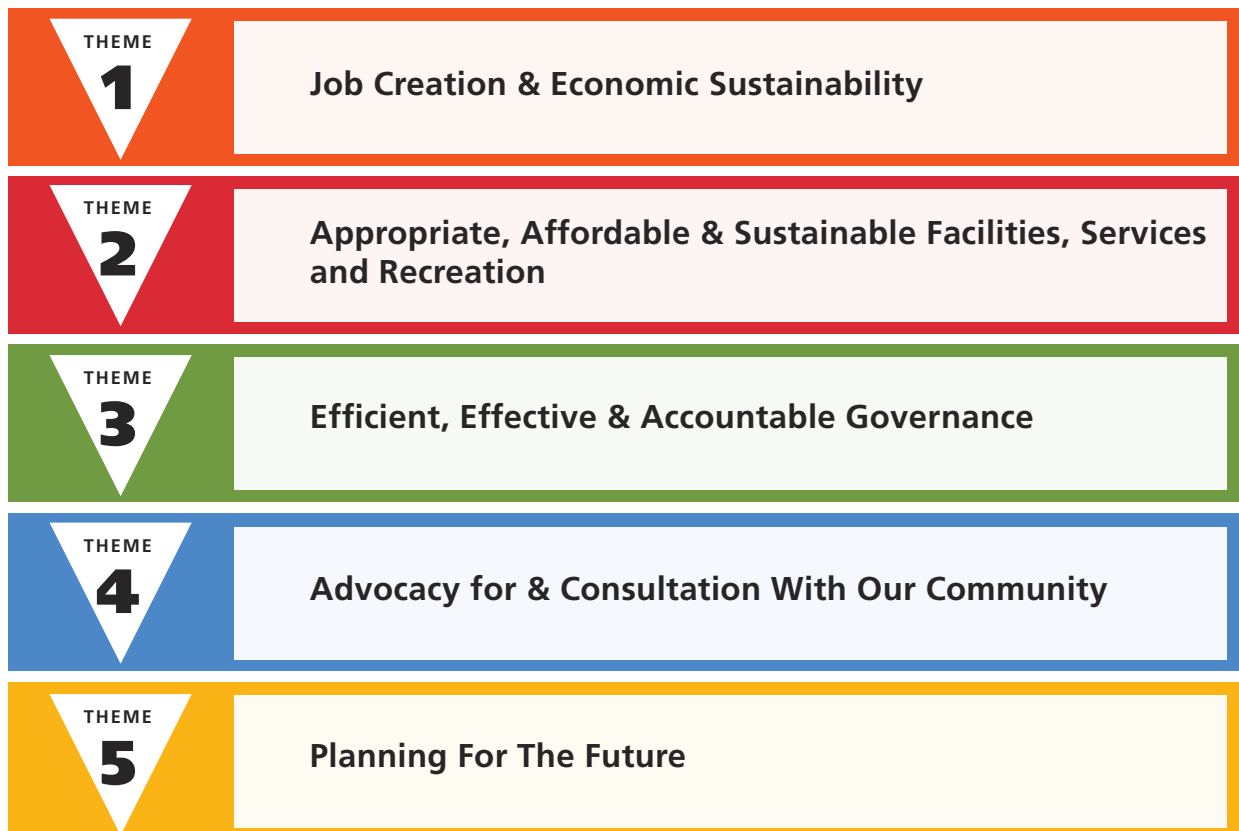 THEME
1
Job Creation & Economic Sustainability
THEME
2
Appropriate, Affordable & Sustainable Facilities, Services
and Recreation
THEME
3
Efficient, Effective & Accountable Governance
THEME
4
Advocacy for & Consultation With Our Community
THEME
5
Planning For The Future